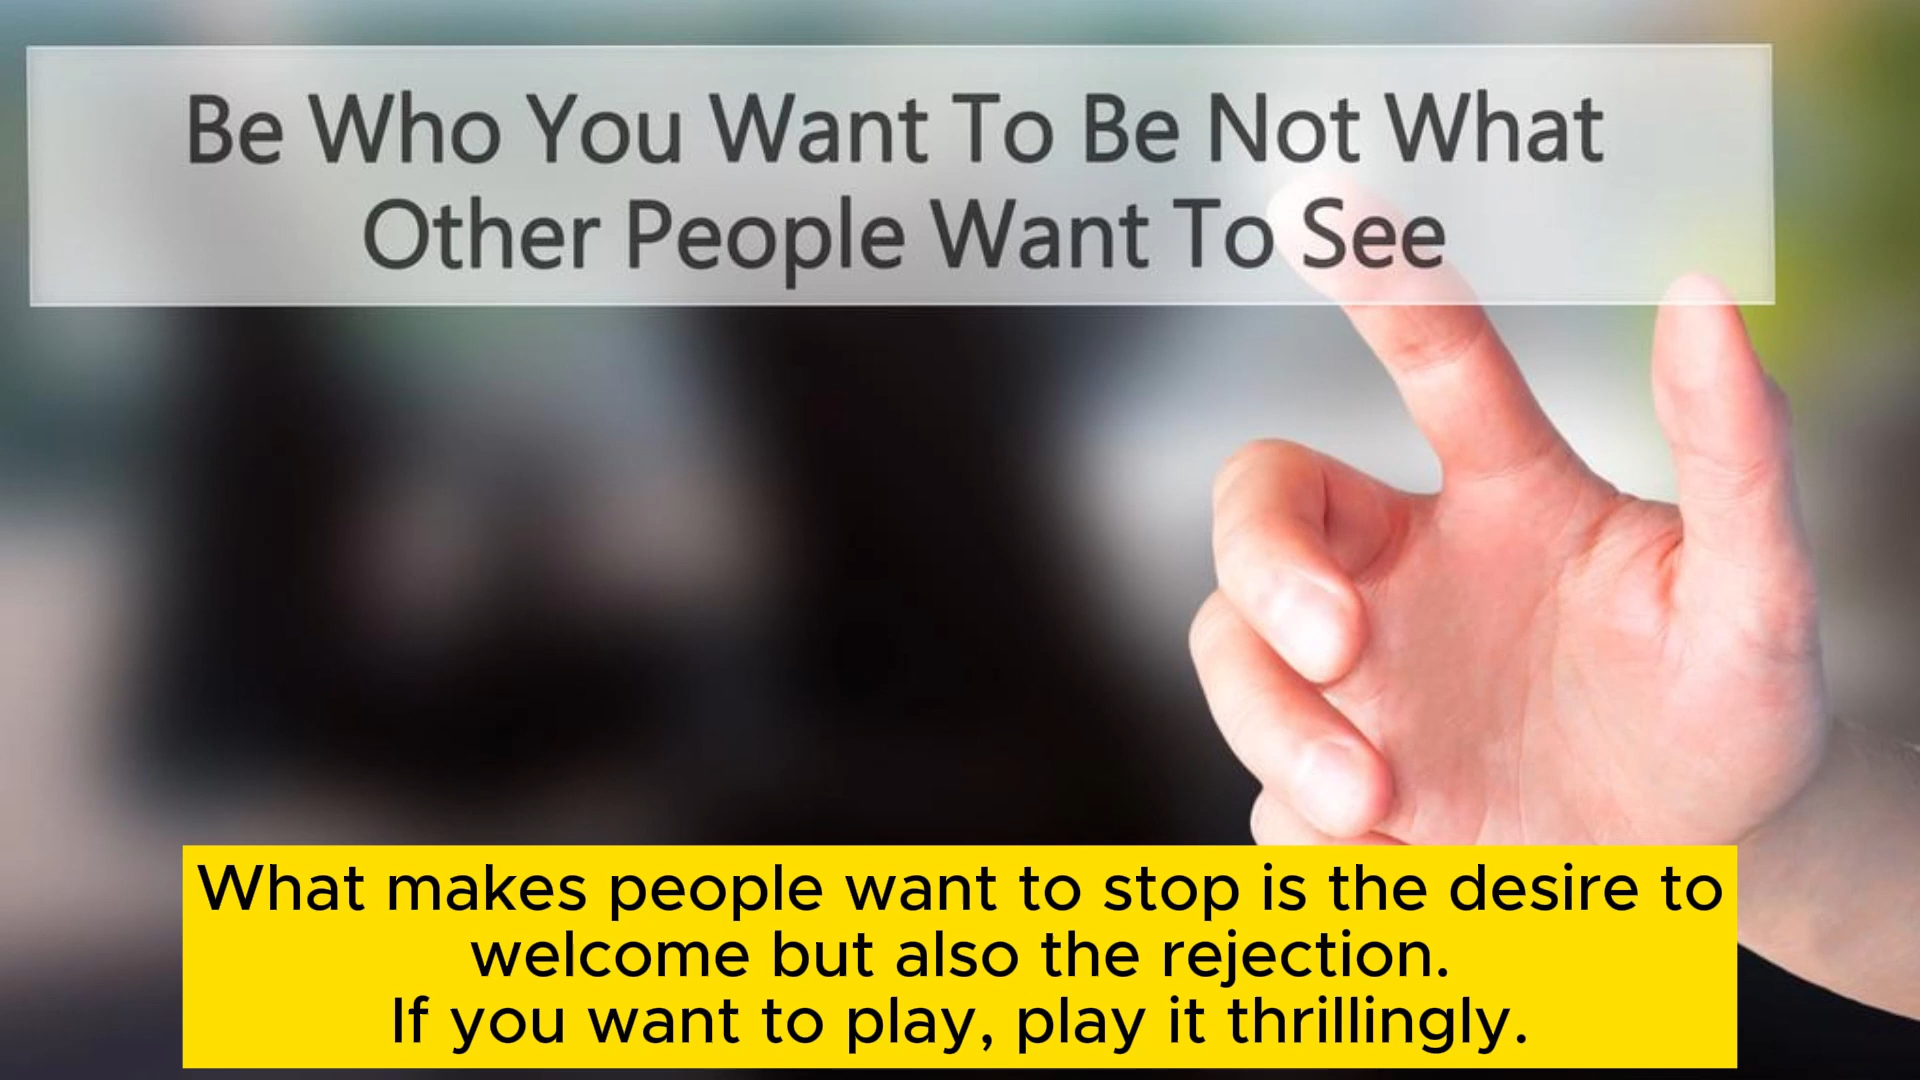 Be Who You Want To Be Not What
Other People Want To See
What makes people want to stop is the desire to
welcome but also the rejection.
If you want to play, play it thrillingly.